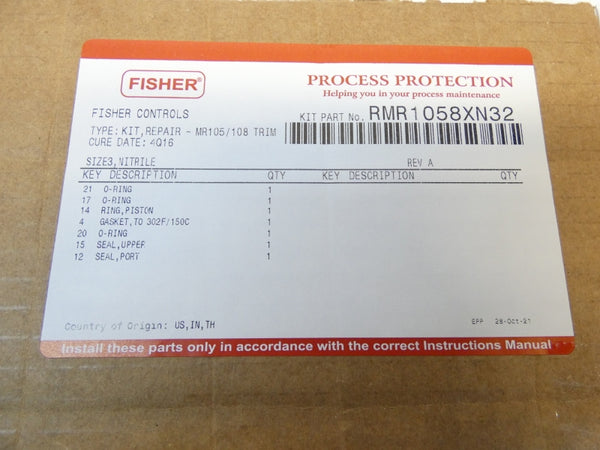 FISHER®
PROCESS PROTECTION
Helping you in your process maintenance
FISHER CONTROLS
KIT PART No. RMR1058XN32
TYPE: KIT,REPAIR - MR105/108 TRIM
CURE DATE: 4Q16
SIZE3,NITRILE REV A
KEY DESCRIPTION QTY KEY DESCRIPTION QTY
21 O-RING 1
17 O-RING 1
14 RING,PISTON 1
4 GASKET,TO 302F/150C 1
20 O-RING 1
15 SEAL,UPPER 1
12 SEAL,PORT 1
Country of Origin: US,IN,TH
EPP 28-Oct-21
Install these parts only in accordance with the correct Instructions Manual